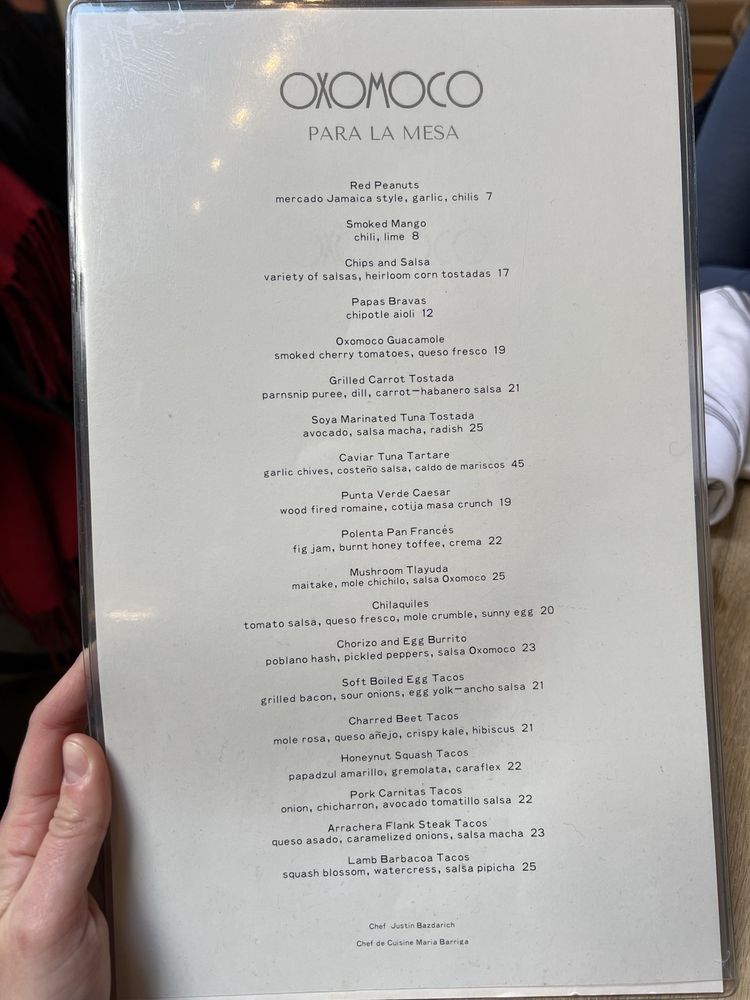 OXOMOCO
PARA LA MESA
Red Peanuts
mercado Jamaica style, garlic, chilis 7
Smoked Mango
chili, lime 8
Chips and Salsa
variety of salsas, heirloom corn tostadas 17
Papas Bravas
chipotle aioli 12
Oxomoco Guacamole
smoked cherry tomatoes, queso fresco 19
Grilled Carrot Tostada
parnsnip puree, dill, carrot-habanero salsa 21
Soya Marinated Tuna Tostada
avocado, salsa macha, radish 25
Caviar Tuna Tartare
garlic chives, costeño salsa, caldo de mariscos 45
Punta Verde Caesar
wood fired romaine, cotija masa crunch 19
Polenta Pan Francés
fig jam, burnt honey toffee, crema 22
Mushroom Tlayuda
maitake, mole chichilo, salsa Oxomoco 25
Chilaquiles
tomato salsa, queso fresco, mole crumble, sunny egg 20
Chorizo and Egg Burrito
poblano hash, pickled peppers, salsa Oxomoco 23
Soft Boiled Egg Tacos
grilled bacon, sour onions, egg yolk-ancho salsa 21
Charred Beet Tacos
mole rosa, queso añejo, crispy kale, hibiscus 21
Honeynut Squash Tacos
papadzul amarillo, gremolata, caraflex 22
Pork Carnitas Tacos
onion, chicharron, avocado tomatillo salsa 22
Arrachera Flank Steak Tacos
queso asado, caramelized onions, salsa macha 23
Lamb Barbacoa Tacos
squash blossom, watercress, salsa pipicha 25
Chef Justin Bazdarich
Chef de Cuisine Maria Barriga